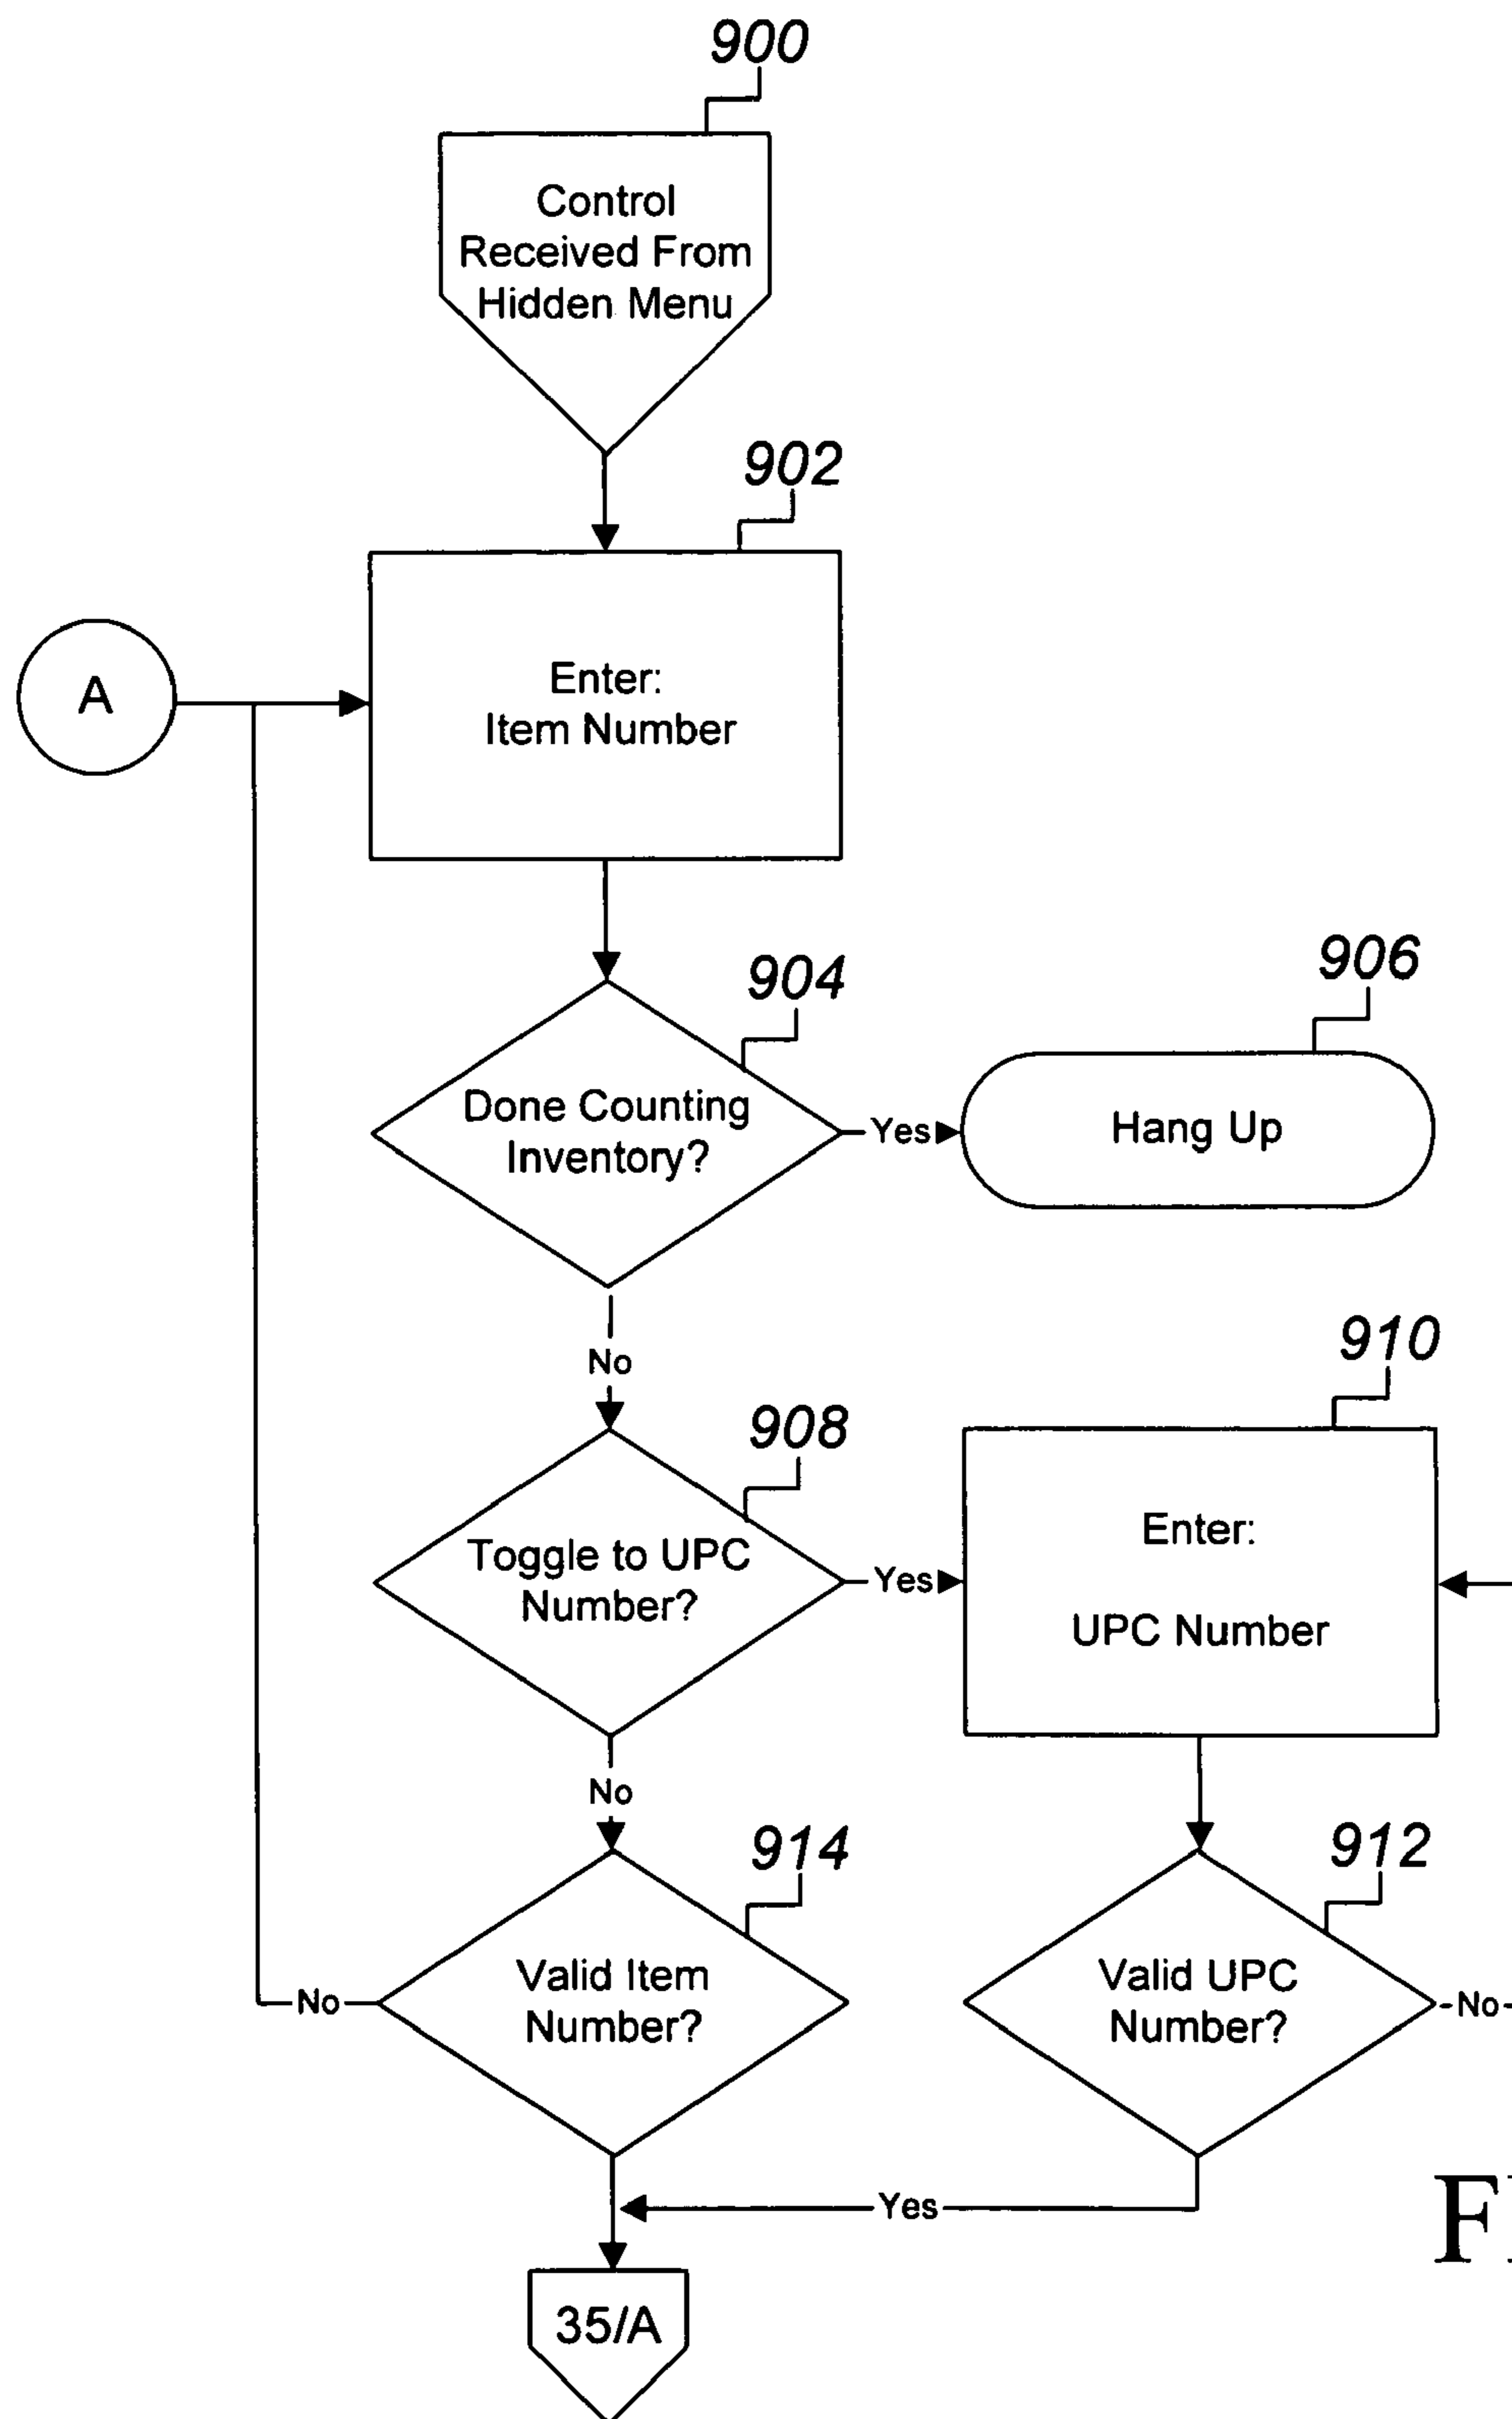 900
Control
Received From
Hidden Menu
902
A
Enter:
Item Number
904
Done Counting
Inventory?
Yes
906
Hang Up
No
908
Toggle to UPC
Number?
Yes
910
Enter:
UPC Number
No
914
Valid Item
Number?
No
912
Valid UPC
Number?
No
Yes
35/A